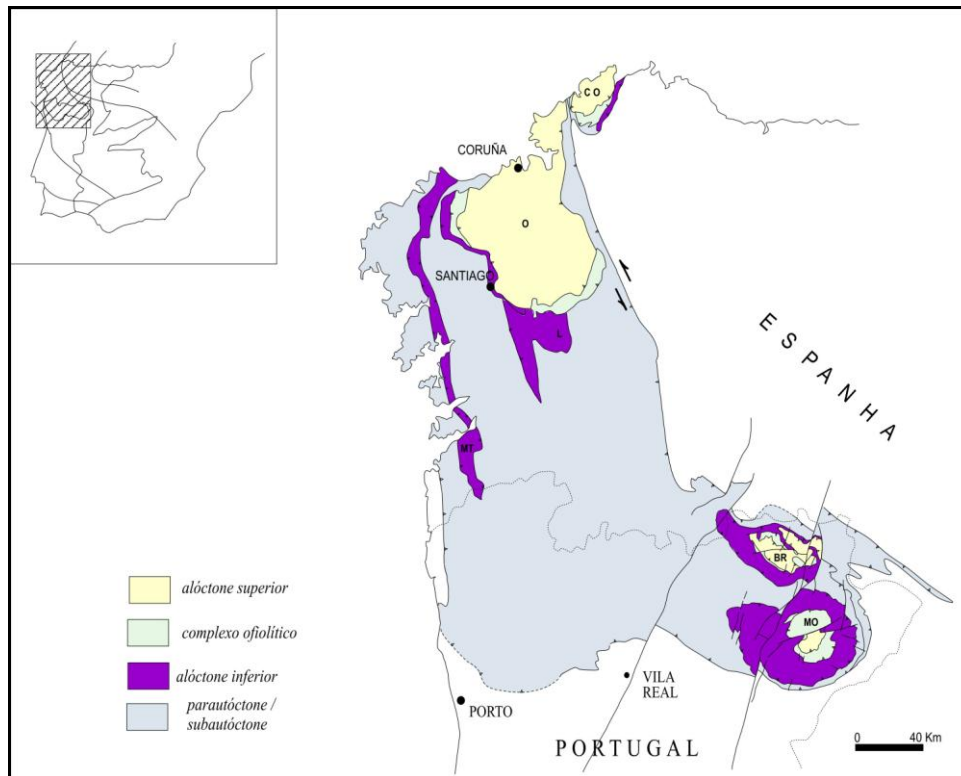 C O
CORUÑA
O
SANTIAGO
L
ESPANHA
MT
BR
MO
alóctone superior
complexo ofiolítico
alóctone inferior
parautóctone /
subautóctone
VILA
REAL
PORTO
PORTUGAL
0 40 Km